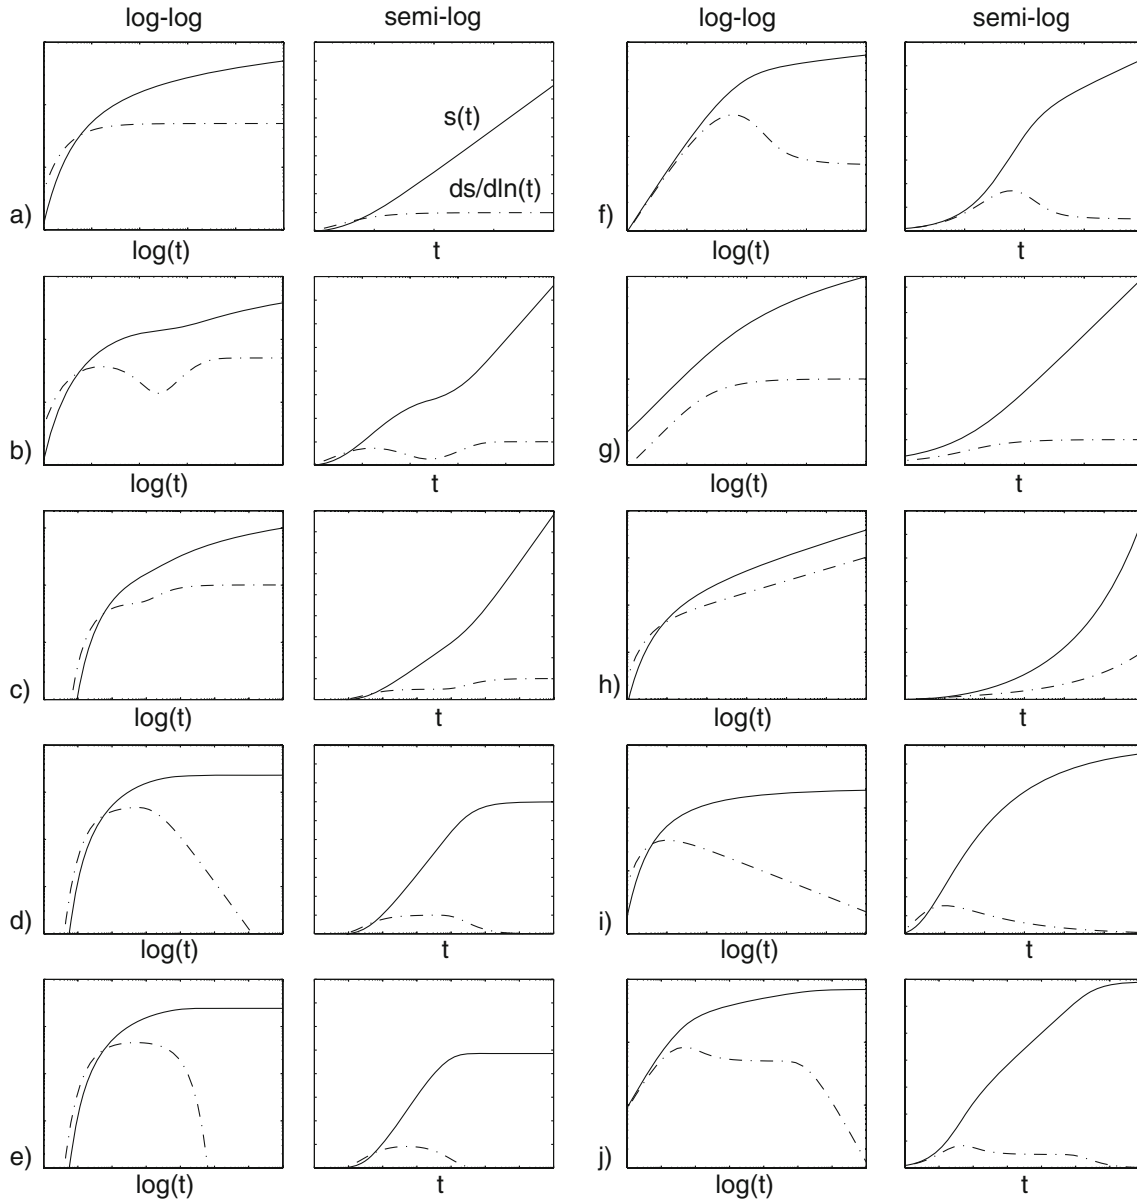 log-log semi-log log-log semi-log
s(t)
ds/dln(t)
a) f)
log(t) t log(t) t
b) g)
log(t) t log(t) t
c) h)
log(t) t log(t) t
d) i)
log(t) t log(t) t
e) j)
log(t) t log(t) t